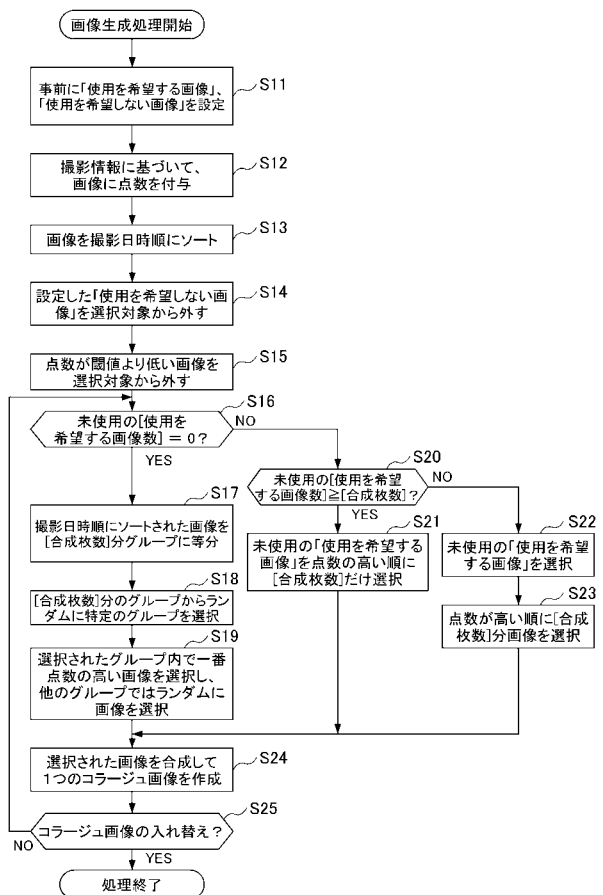 画像生成処理開始
事前に「使用を希望する画像」、
「使用を希望しない画像」を設定
S11
撮影情報に基づいて、
画像に点数を付与
S12
画像を撮影日時順にソート
S13
設定した「使用を希望しない画
像」を選択対象から外す
S14
点数が閾値より低い画像を
選択対象から外す
S15
未使用の[使用を
希望する画像数] = 0?
S16
NO
YES
未使用の[使用を希望
する画像数]≧[合成枚数]?
S20
NO
YES
撮影日時順にソートされた画像を
[合成枚数]分グループに等分
S17
未使用の「使用を希望する
画像」を点数の高い順に
[合成枚数]だけ選択
S21
未使用の「使用を希望
する画像」を選択
S22
[合成枚数]分のグループからラン
ダムに特定のグループを選択
S18
点数が高い順に[合成
枚数]分画像を選択
S23
選択されたグループ内で一番
点数の高い画像を選択し、
他のグループではランダムに
画像を選択
S19
選択された画像を合成して
1つのコラージュ画像を作成
S24
コラージュ画像の入れ替え?
S25
NO
YES
処理終了